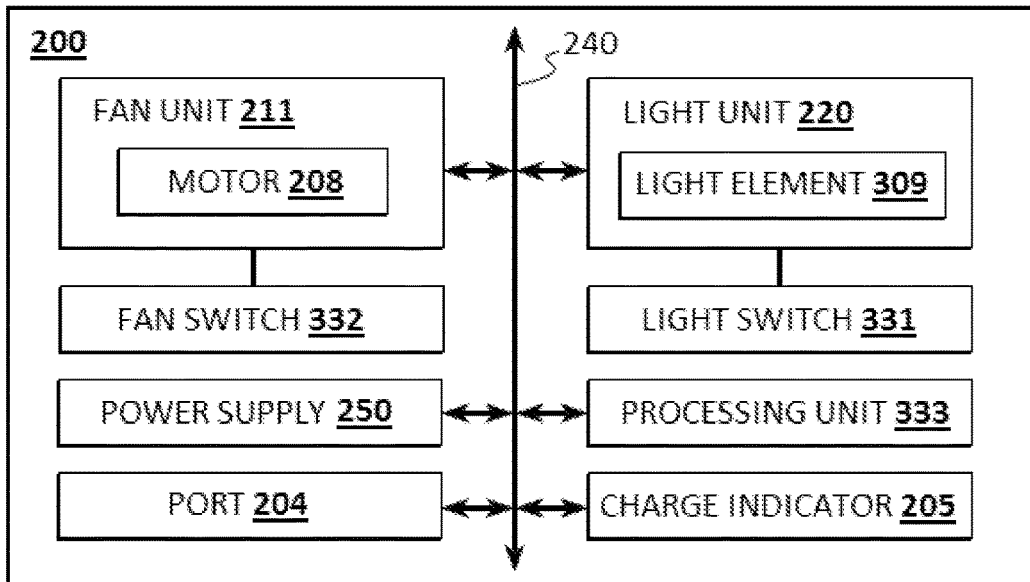 200
240
FAN UNIT 211
MOTOR 208
LIGHT UNIT 220
LIGHT ELEMENT 309
FAN SWITCH 332
LIGHT SWITCH 331
POWER SUPPLY 250
PROCESSING UNIT 333
PORT 204
CHARGE INDICATOR 205